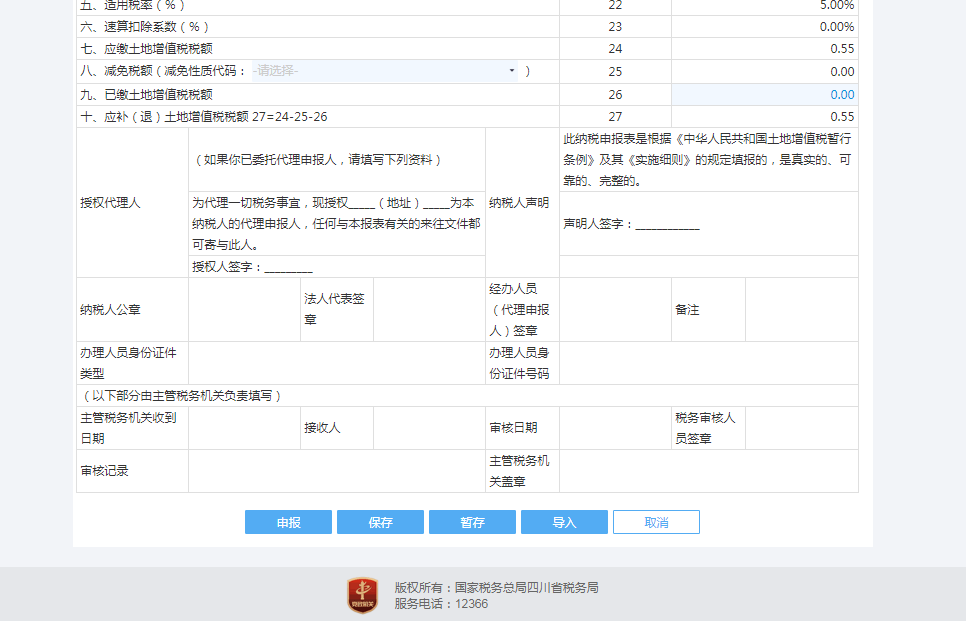 五、适用税率（%） 22 5.00%
六、速算扣除系数（%） 23 0.00%
七、应缴土地增值税税额 24 0.55
八、减免税额（减免性质代码： -请选择- ） 25 0.00
九、已缴土地增值税税额 26 0.00
十、应补（退）土地增值税税额 27=24-25-26 27 0.55
授权代理人
（如果你已委托代理申报人，请填写下列资料）
为代理一切税务事宜，现授权_____（地址）_____为本
纳税人的代理申报人，任何与本报表有关的来往文件都
可寄与此人。
授权人签字：_________
纳税人声明
此纳税申报表是根据《中华人民共和国土地增值税暂行
条例》及其《实施细则》的规定填报的，是真实的、可
靠的、完整的。
声明人签字：____________
纳税人公章
法人代表签
章
经办人员
（代理申报
人）签章
备注
办理人员身份证件
类型
办理人员身
份证件号码
（以下部分由主管税务机关负责填写）
主管税务机关收到
日期
接收人
审核日期
税务审核人
员签章
审核记录
主管税务机
关盖章
申报 保存 暂存 导入 取消
党政机关
版权所有：国家税务总局四川省税务局
服务电话：12366